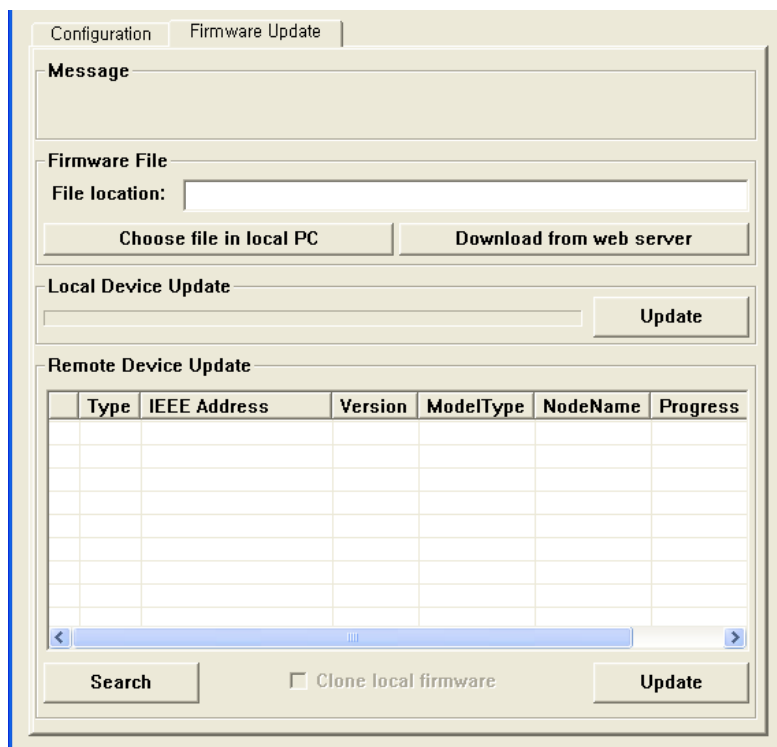 Configuration Firmware Update
Message
Firmware File
File location:
Choose file in local PC Download from web server
Local Device Update
Update
Remote Device Update
Type IEEE Address Version ModelType NodeName Progress
Search Clone local firmware Update